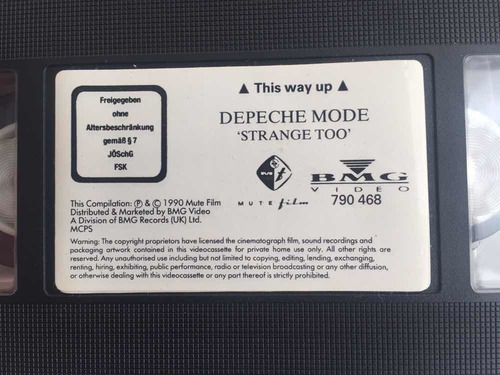 Freigegeben
ohne
Altersbeschränkung
gemäß § 7
JÖSchG
FSK
▲ This way up ▲
DEPECHE MODE
'STRANGE TOO'
MUTE film
BMG
VIDEO
790 468
This Compilation: Ⓟ & © 1990 Mute Film
Distributed & Marketed by BMG Video
A Division of BMG Records (UK) Ltd.
MCPS
Warning: The copyright proprietors have licensed the cinematograph film, sound recordings and
packaging artwork contained in this videocassette for private home use only. All other rights are
reserved. Any unauthorised use including but not limited to copying, editing, lending, exchanging,
renting, hiring, exhibiting, public performance, radio or television broadcasting or any other diffusion,
or otherwise dealing with this videocassette or any part thereof is strictly prohibited.